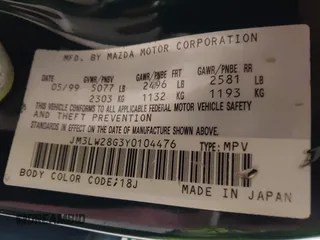 MFD. BY MAZDA MOTOR CORPORATION
05/99 GVWR/PNBV GAWR/PNBE FRT GAWR/PNBE RR
5077 LB 2496 LB 2581 LB
2303 KG 1132 KG 1193 KG
THIS VEHICLE CONFORMS TO ALL APPLICABLE FEDERAL MOTOR VEHICLE SAFETY
AND THEFT PREVENTION
STANDARDS IN EFFECT ON THE DATE OF MANUFACTURE SHOWN ABOVE.
JM3LW28G3Y0104476 TYPE:MPV
BODY COLOR CODE;18J
MADE IN JAPAN